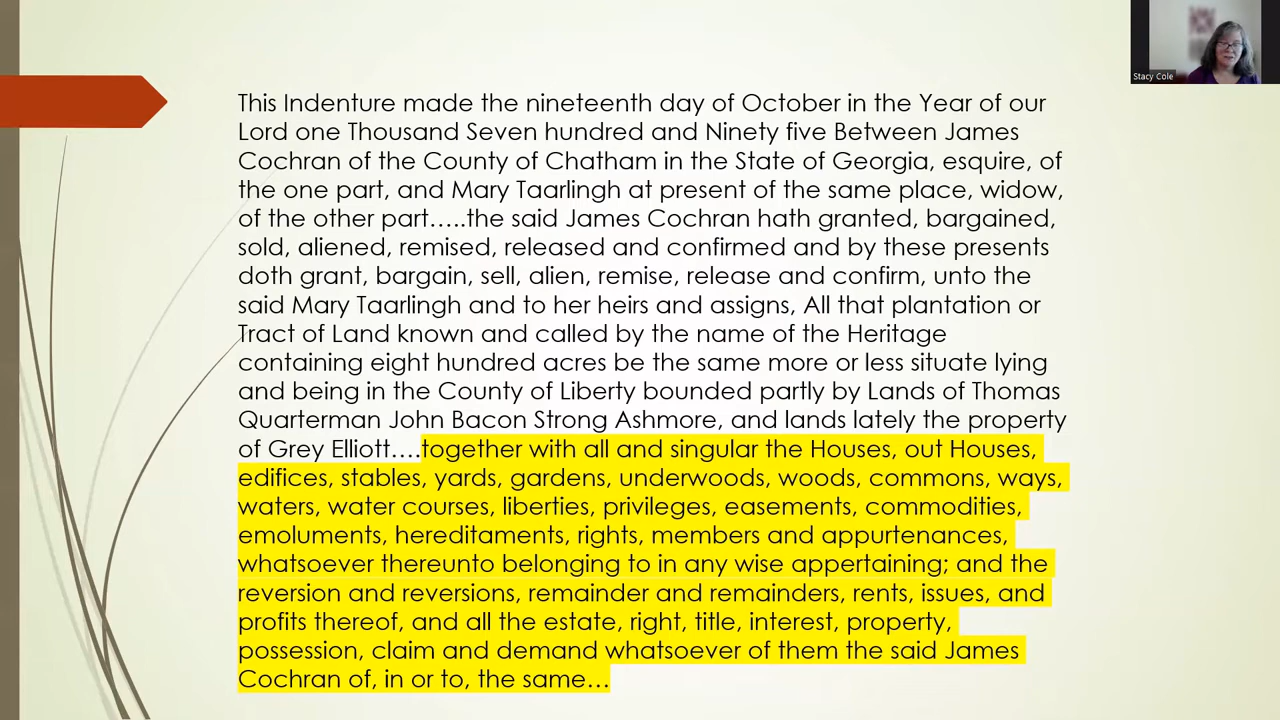 This Indenture made the nineteenth day of October in the Year of our
Lord one Thousand Seven hundred and Ninety five Between James
Cochran of the County of Chatham in the State of Georgia, esquire, of
the one part, and Mary Taarlingh at present of the same place, widow,
of the other part…..the said James Cochran hath granted, bargained,
sold, aliened, remised, released and confirmed and by these presents
doth grant, bargain, sell, alien, remise, release and confirm, unto the
said Mary Taarlingh and to her heirs and assigns, All that plantation or
Tract of Land known and called by the name of the Heritage
containing eight hundred acres be the same more or less situate lying
and being in the County of Liberty bounded partly by Lands of Thomas
Quarterman John Bacon Strong Ashmore, and lands lately the property
of Grey Elliott….together with all and singular the Houses, out Houses,
edifices, stables, yards, gardens, underwoods, woods, commons, ways,
waters, water courses, liberties, privileges, easements, commodities,
emoluments, hereditaments, rights, members and appurtenances,
whatsoever thereunto belonging to in any wise appertaining; and the
reversion and reversions, remainder and remainders, rents, issues, and
profits thereof, and all the estate, right, title, interest, property,
possession, claim and demand whatsoever of them the said James
Cochran of, in or to, the same…
Stacy Cole